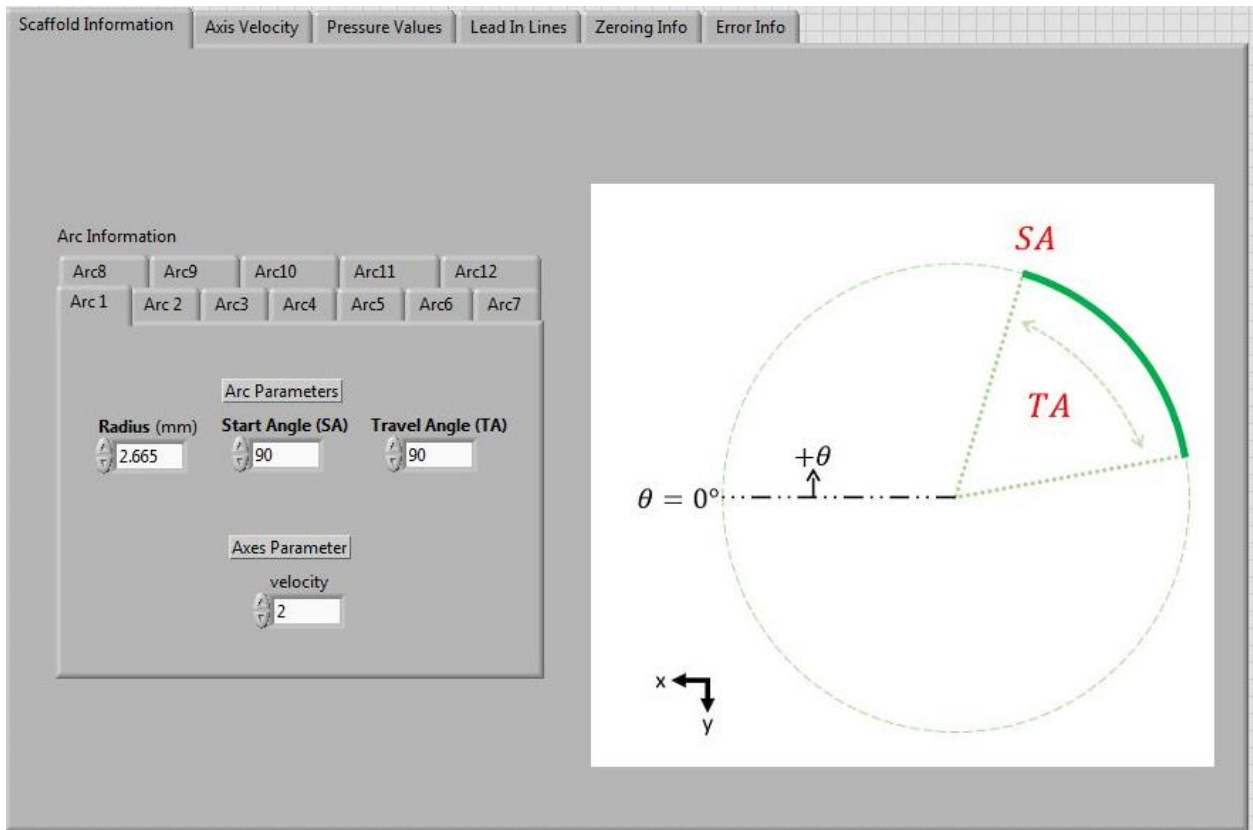 Scaffold Information Axis Velocity Pressure Values Lead In Lines Zeroing Info Error Info
Arc Information
Arc8 Arc9 Arc10 Arc11 Arc12
Arc 1 Arc 2 Arc3 Arc4 Arc5 Arc6 Arc7
Arc Parameters
Radius (mm) Start Angle (SA) Travel Angle (TA)
2.665 90 90
Axes Parameter
velocity
2
SA
TA
+θ
θ = 0°
x
y